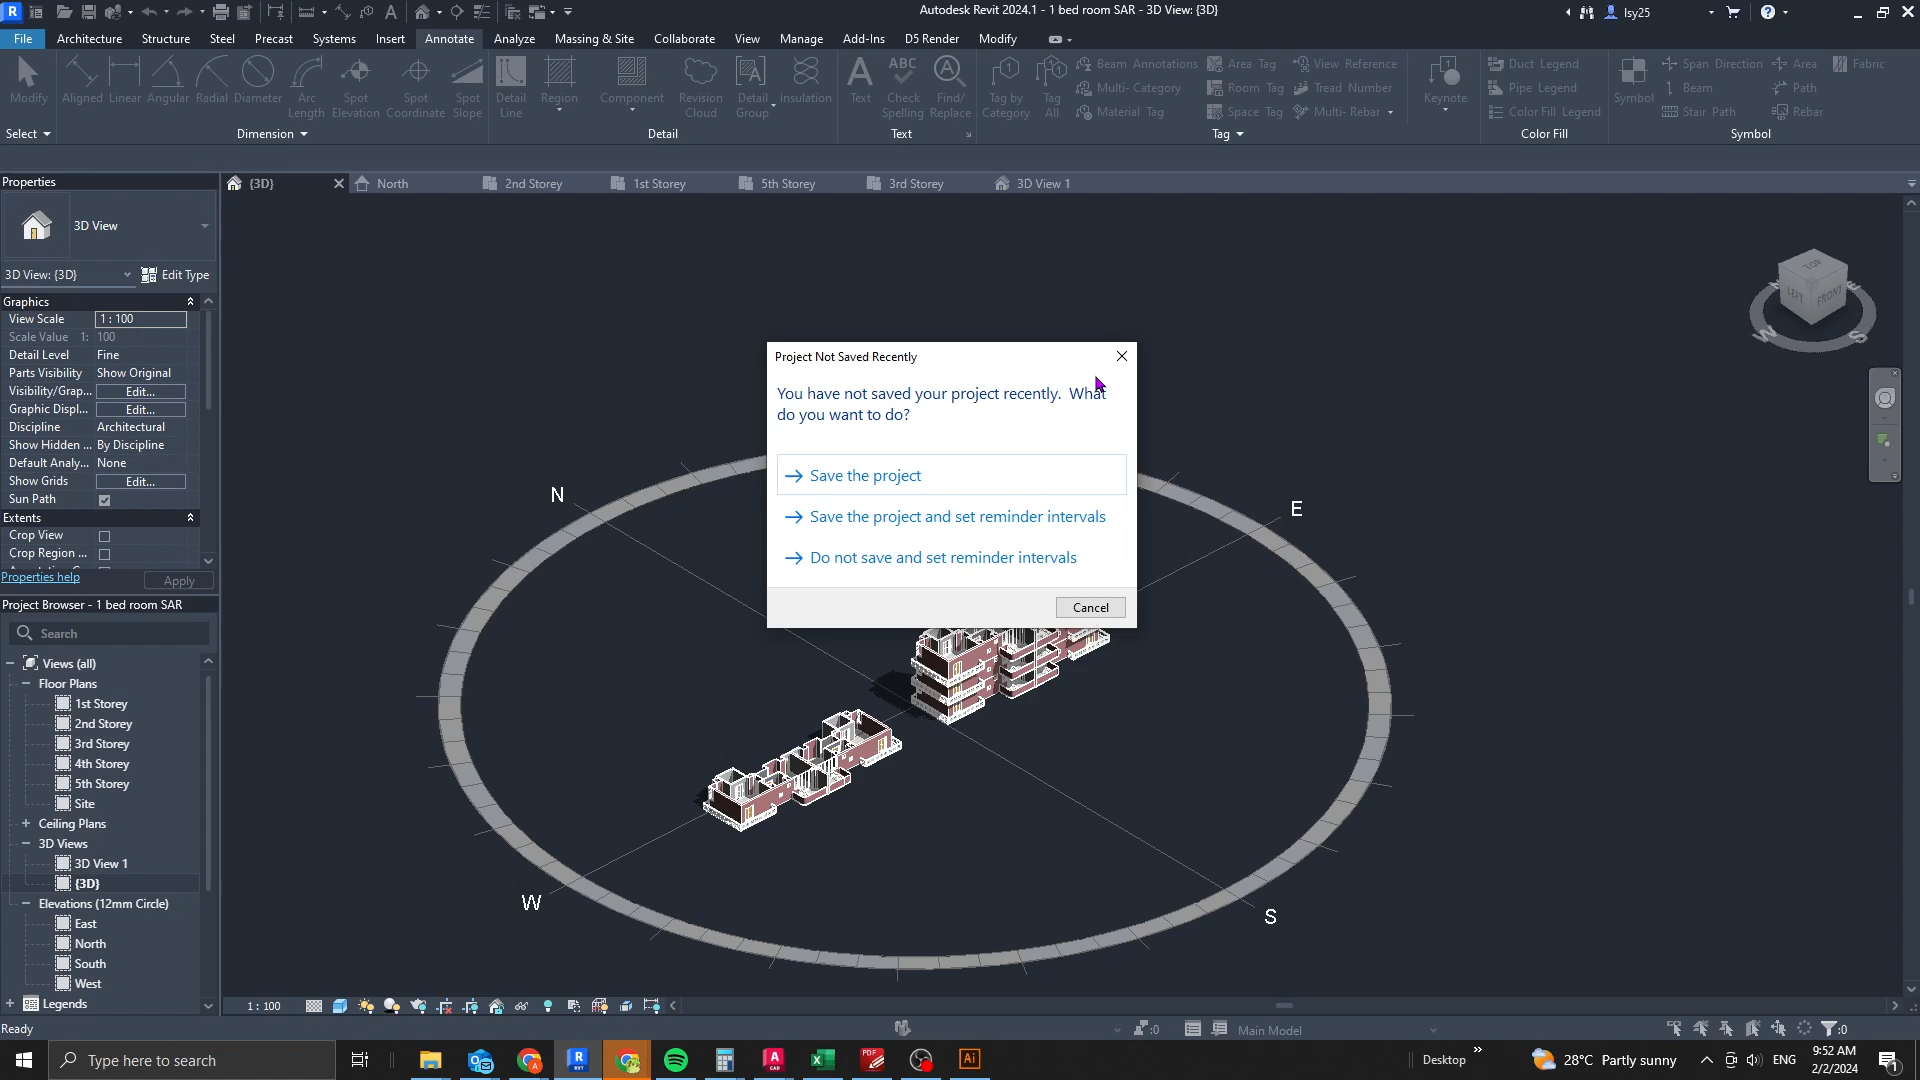 Autodesk Revit 2024.1 - 1 bed room SAR - 3D View: {3D}
lsy25
File Architecture Structure Steel Precast Systems Insert Annotate Analyze Massing & Site Collaborate View Manage Add-Ins D5 Render Modify
Modify
Aligned Linear Angular Radial Diameter Arc Length Spot Elevation Spot Coordinate Spot Slope
Detail Line Region Component Revision Cloud Detail Group Insulation
Text Check Spelling Find/ Replace
Tag by Category Tag All Beam Annotations Multi- Category Material Tag Area Tag Room Tag Space Tag View Reference Tread Number Multi- Rebar
Keynote
Duct Legend Pipe Legend Color Fill Legend
Symbol Span Direction Beam Stair Path Area Path Rebar Fabric
Select Dimension Detail Text Tag Color Fill Symbol
Properties
{3D} North 2nd Storey 1st Storey 5th Storey 3rd Storey 3D View 1
3D View
3D View: {3D} Edit Type
Graphics
View Scale 1 : 100
Scale Value 1: 100
Detail Level Fine
Parts Visibility Show Original
Visibility/Grap... Edit...
Graphic Displ... Edit...
Discipline Architectural
Show Hidden ... By Discipline
Default Analy... None
Show Grids Edit...
Sun Path
Extents
Crop View
Crop Region ...
Properties help Apply
Project Browser - 1 bed room SAR
Search
Views (all)
Floor Plans
1st Storey
2nd Storey
3rd Storey
4th Storey
5th Storey
Site
Ceiling Plans
3D Views
3D View 1
{3D}
Elevations (12mm Circle)
East
North
South
West
Legends
TOP
LEFT FRONT
W S
Project Not Saved Recently
You have not saved your project recently. What
do you want to do?
Save the project
Save the project and set reminder intervals
Do not save and set reminder intervals
Cancel
N
E
W
S
1 : 100
Ready
:0
Main Model
:0
Type here to search
Desktop
28°C Partly sunny
ENG
9:52 AM
2/2/2024
1